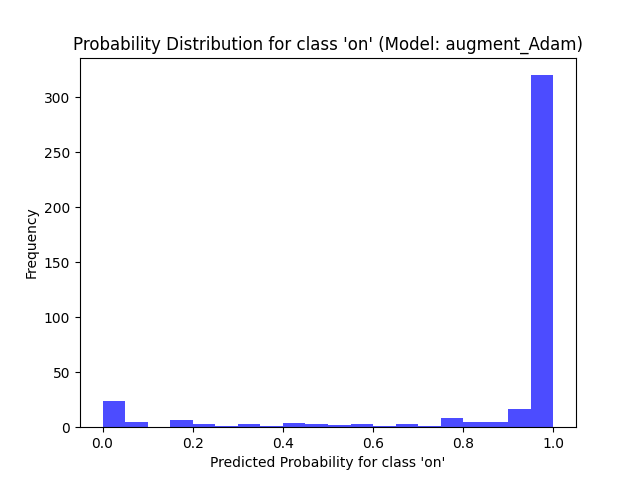 Probability Distribution for class 'on' (Model: augment_Adam)
300
250
200
150
100
50
0
Frequency
0.0 0.2 0.4 0.6 0.8 1.0
Predicted Probability for class 'on'